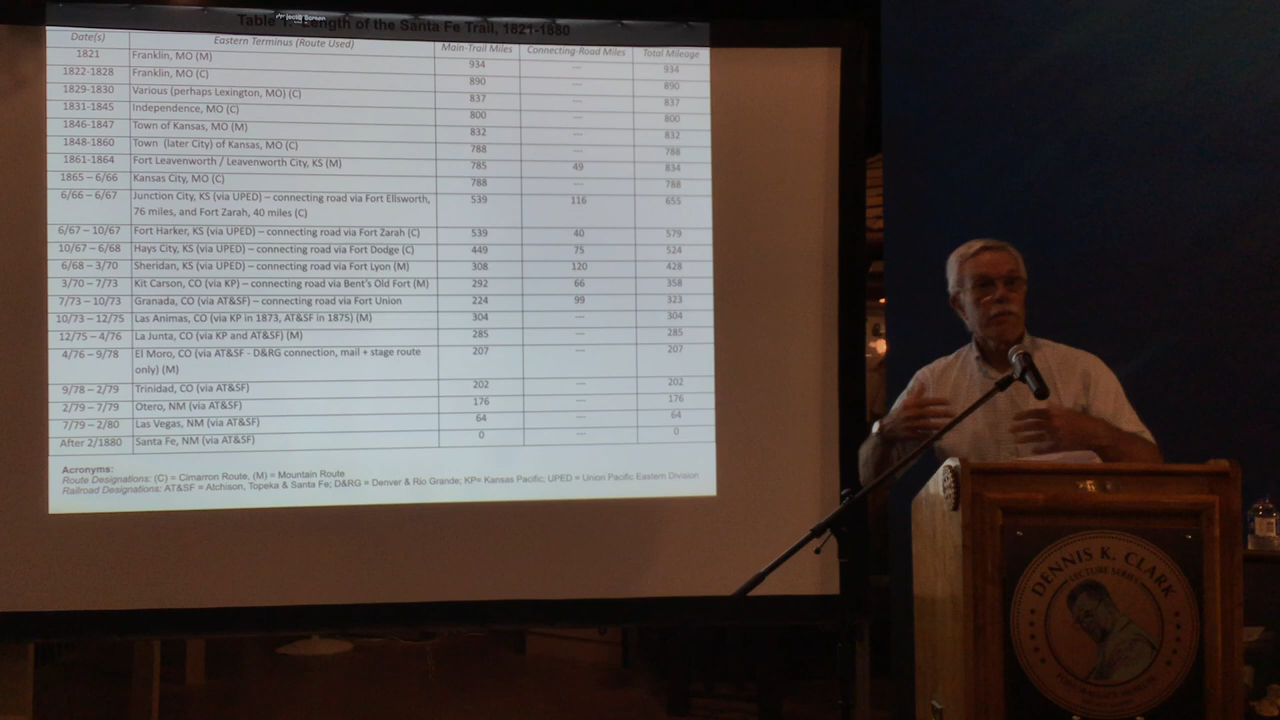 Table 1: Length of the Santa Fe Trail, 1821-1880
Date(s) Eastern Terminus (Route Used) Main-Trail Miles Connecting-Road Miles Total Mileage
1821 Franklin, MO (M) 934 --- 934
1822-1828 Franklin, MO (C) 890 --- 890
1829-1830 Various (perhaps Lexington, MO) (C) 837 --- 837
1831-1845 Independence, MO (C) 800 --- 800
1846-1847 Town of Kansas, MO (M) 832 --- 832
1848-1860 Town (later City) of Kansas, MO (C) 788 --- 788
1861-1864 Fort Leavenworth / Leavenworth City, KS (M) 785 49 834
1865 – 6/66 Kansas City, MO (C) 788 --- 788
6/66 – 6/67 Junction City, KS (via UPED) – connecting road via Fort Ellsworth, 539 116 655
76 miles, and Fort Zarah, 40 miles (C)
6/67 – 10/67 Fort Harker, KS (via UPED) – connecting road via Fort Zarah (C) 539 40 579
10/67 – 6/68 Hays City, KS (via UPED) – connecting road via Fort Dodge (C) 449 75 524
6/68 – 3/70 Sheridan, KS (via UPED) – connecting road via Fort Lyon (M) 308 120 428
3/70 – 7/73 Kit Carson, CO (via KP) – connecting road via Bent's Old Fort (M) 292 66 358
7/73 – 10/73 Granada, CO (via AT&SF) – connecting road via Fort Union 224 99 323
10/73 – 12/75 Las Animas, CO (via KP in 1873, AT&SF in 1875) (M) 304 --- 304
12/75 – 4/76 La Junta, CO (via KP and AT&SF) (M) 285 --- 285
4/76 – 9/78 El Moro, CO (via AT&SF - D&RG connection, mail + stage route 207 --- 207
only) (M)
9/78 – 2/79 Trinidad, CO (via AT&SF) 202 --- 202
2/79 – 7/79 Otero, NM (via AT&SF) 176 --- 176
7/79 – 2/80 Las Vegas, NM (via AT&SF) 64 --- 64
After 2/1880 Santa Fe, NM (via AT&SF) 0 --- 0
Acronyms:
Route Designations: (C) = Cimarron Route, (M) = Mountain Route
Railroad Designations: AT&SF = Atchison, Topeka & Santa Fe; D&RG = Denver & Rio Grande; KP= Kansas Pacific; UPED = Union Pacific Eastern Division
DENNIS K. CLARK
LECTURE SERIES
FORT WALLACE MUSEUM